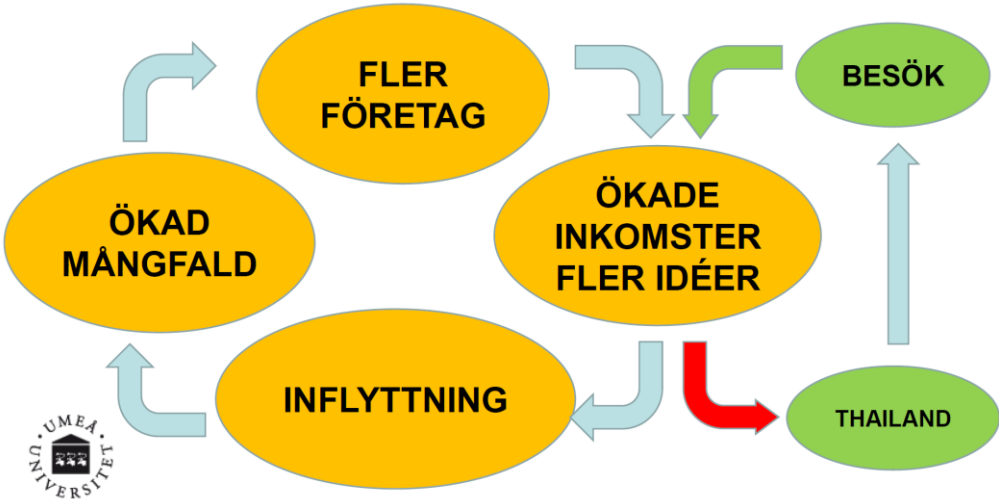 FLER
FÖRETAG
BESÖK
ÖKAD
MÅNGFALD
ÖKADE
INKOMSTER
FLER IDÉER
INFLYTTNING
THAILAND
UMEÅ
UNIVERSITET